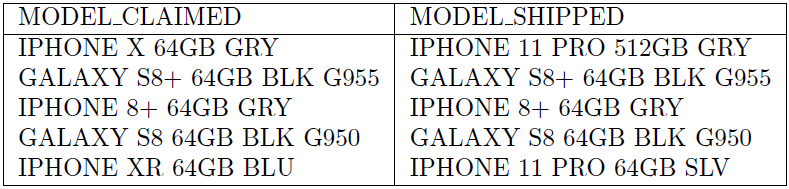 MODEL_CLAIMED MODEL_SHIPPED
IPHONE X 64GB GRY IPHONE 11 PRO 512GB GRY
GALAXY S8+ 64GB BLK G955 GALAXY S8+ 64GB BLK G955
IPHONE 8+ 64GB GRY IPHONE 8+ 64GB GRY
GALAXY S8 64GB BLK G950 GALAXY S8 64GB BLK G950
IPHONE XR 64GB BLU IPHONE 11 PRO 64GB SLV